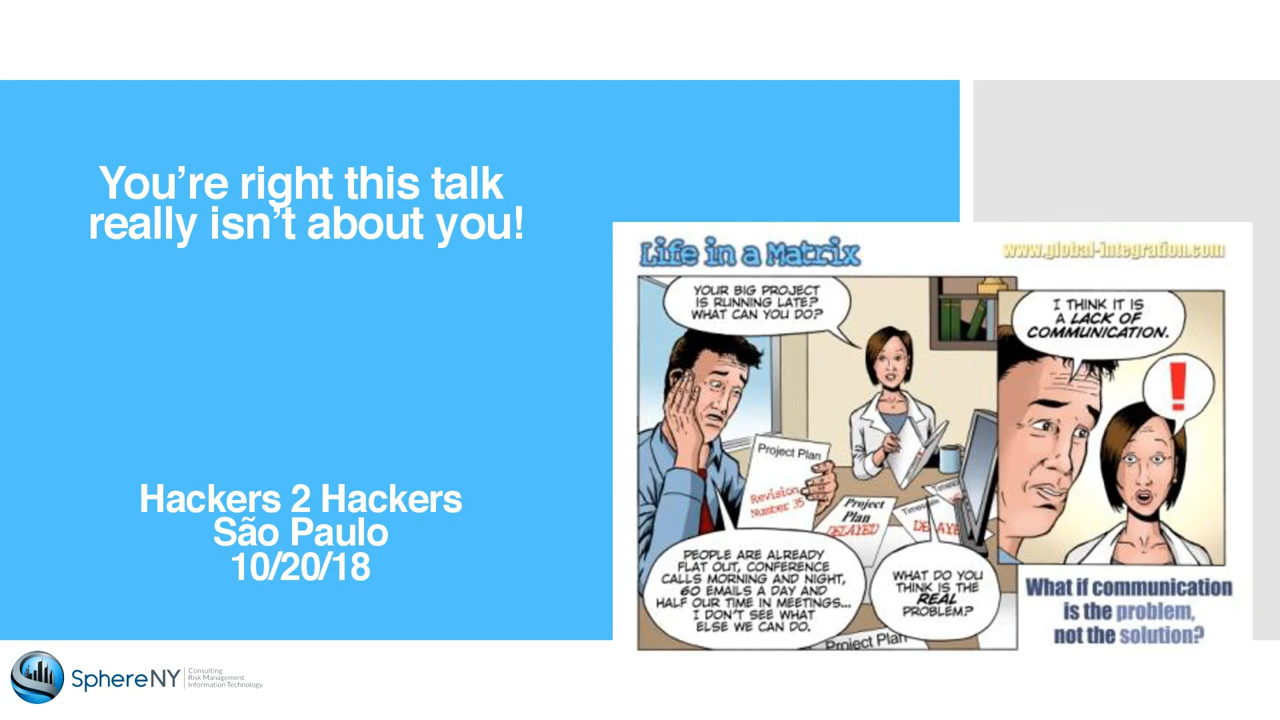 You're right this talk
really isn't about you!
Hackers 2 Hackers
São Paulo
10/20/18
Life in a Matrix
www.global-integration.com
YOUR BIG PROJECT
IS RUNNING LATE?
WHAT CAN YOU DO?
I THINK IT IS
A LACK OF
COMMUNICATION.
!
Project Plan
Revision
Number 35
Project
Plan
DELAYED
PEOPLE ARE ALREADY
FLAT OUT, CONFERENCE
CALLS MORNING AND NIGHT,
60 EMAILS A DAY AND
HALF OUR TIME IN MEETINGS...
I DON'T SEE WHAT
ELSE WE CAN DO.
WHAT DO YOU
THINK IS THE
REAL
PROBLEM?
Project Plan
What if communication
is the problem,
not the solution?
SphereNY
Consulting
Risk Management
Information Technology